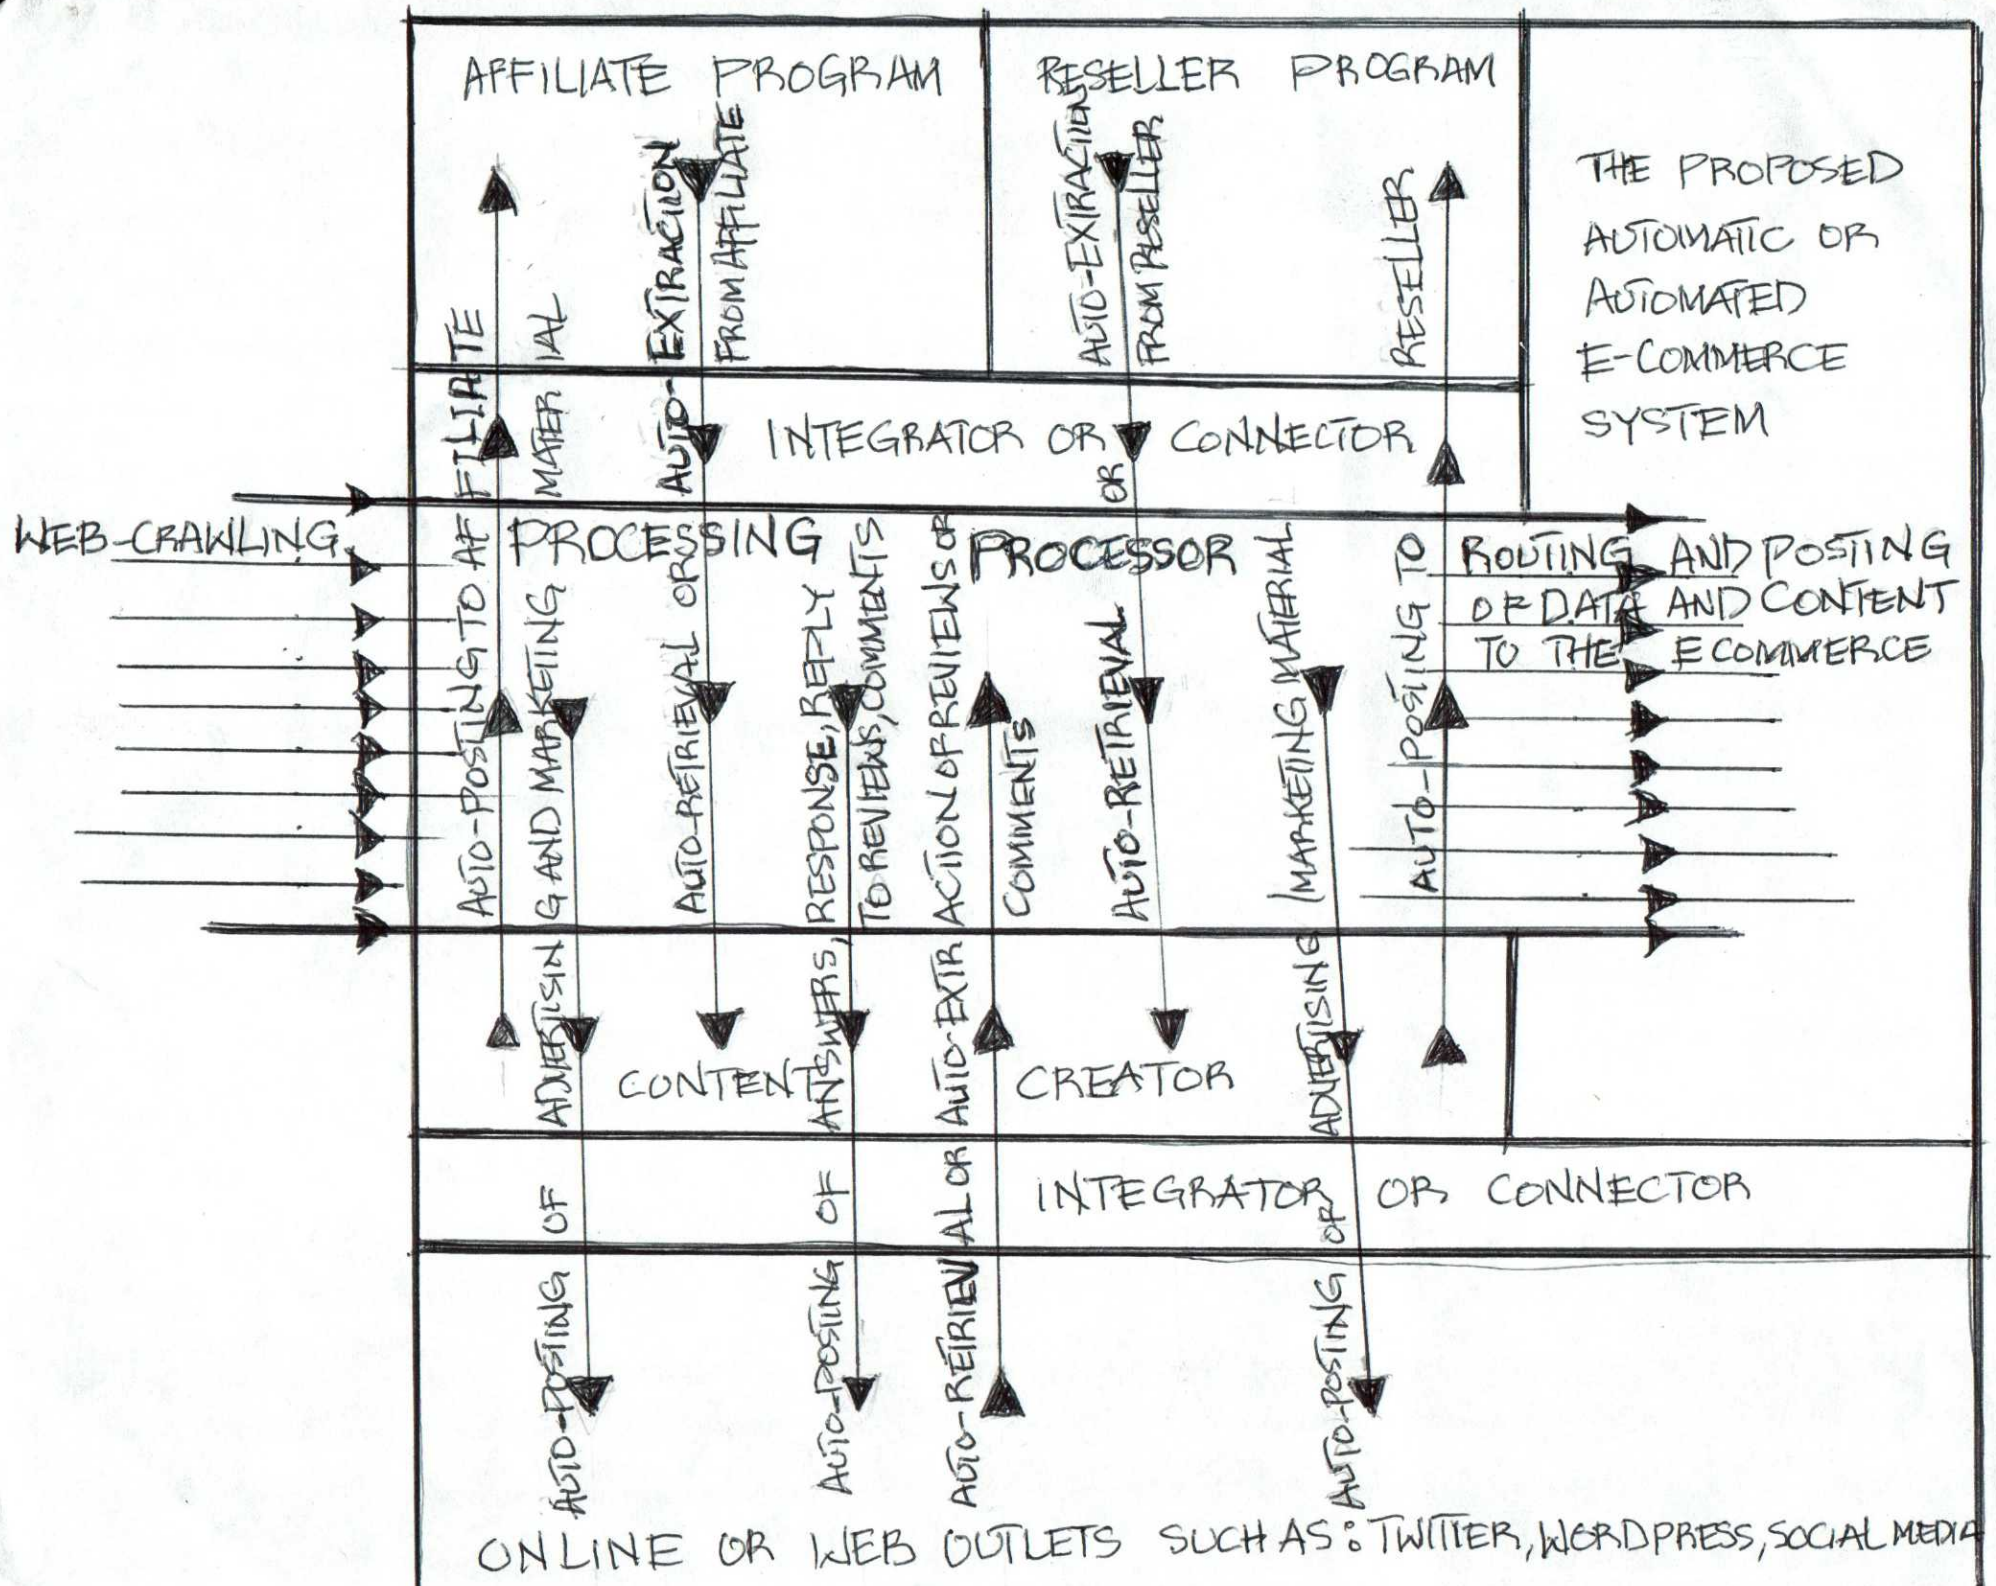 AFFILIATE PROGRAM
RESELLER PROGRAM
THE PROPOSED
AUTOMATIC OR
AUTOMATED
E-COMMERCE
SYSTEM
INTEGRATOR OR CONNECTOR
WEB-CRAWLING
PROCESSING PROCESSOR
ROUTING AND POSTING
OF DATA AND CONTENT
TO THE ECOMMERCE
AUTO-POSTING TO AFFILIATE
AUTO-POSTING OF ADVERTISING AND MARKETING MATERIAL
AUTO-RETRIEVAL OR AUTO-EXTRACTION
FROM AFFILIATE
AUTO-POSTING OF ANSWERS, RESPONSE, REPLY
TO REVIEWS, COMMENTS
AUTO-RETRIEVAL OR AUTO-EXTRACTION OF REVIEWS OR
COMMENTS
AUTO-RETRIEVAL OR AUTO-EXTRACTION
FROM RESELLER
AUTO-POSTING OF ADVERTISING / MARKETING MATERIAL
AUTO-POSTING TO RESELLER
CONTENT CREATOR
INTEGRATOR OR CONNECTOR
ONLINE OR WEB OUTLETS SUCH AS: TWITTER, WORDPRESS, SOCIAL MEDIA